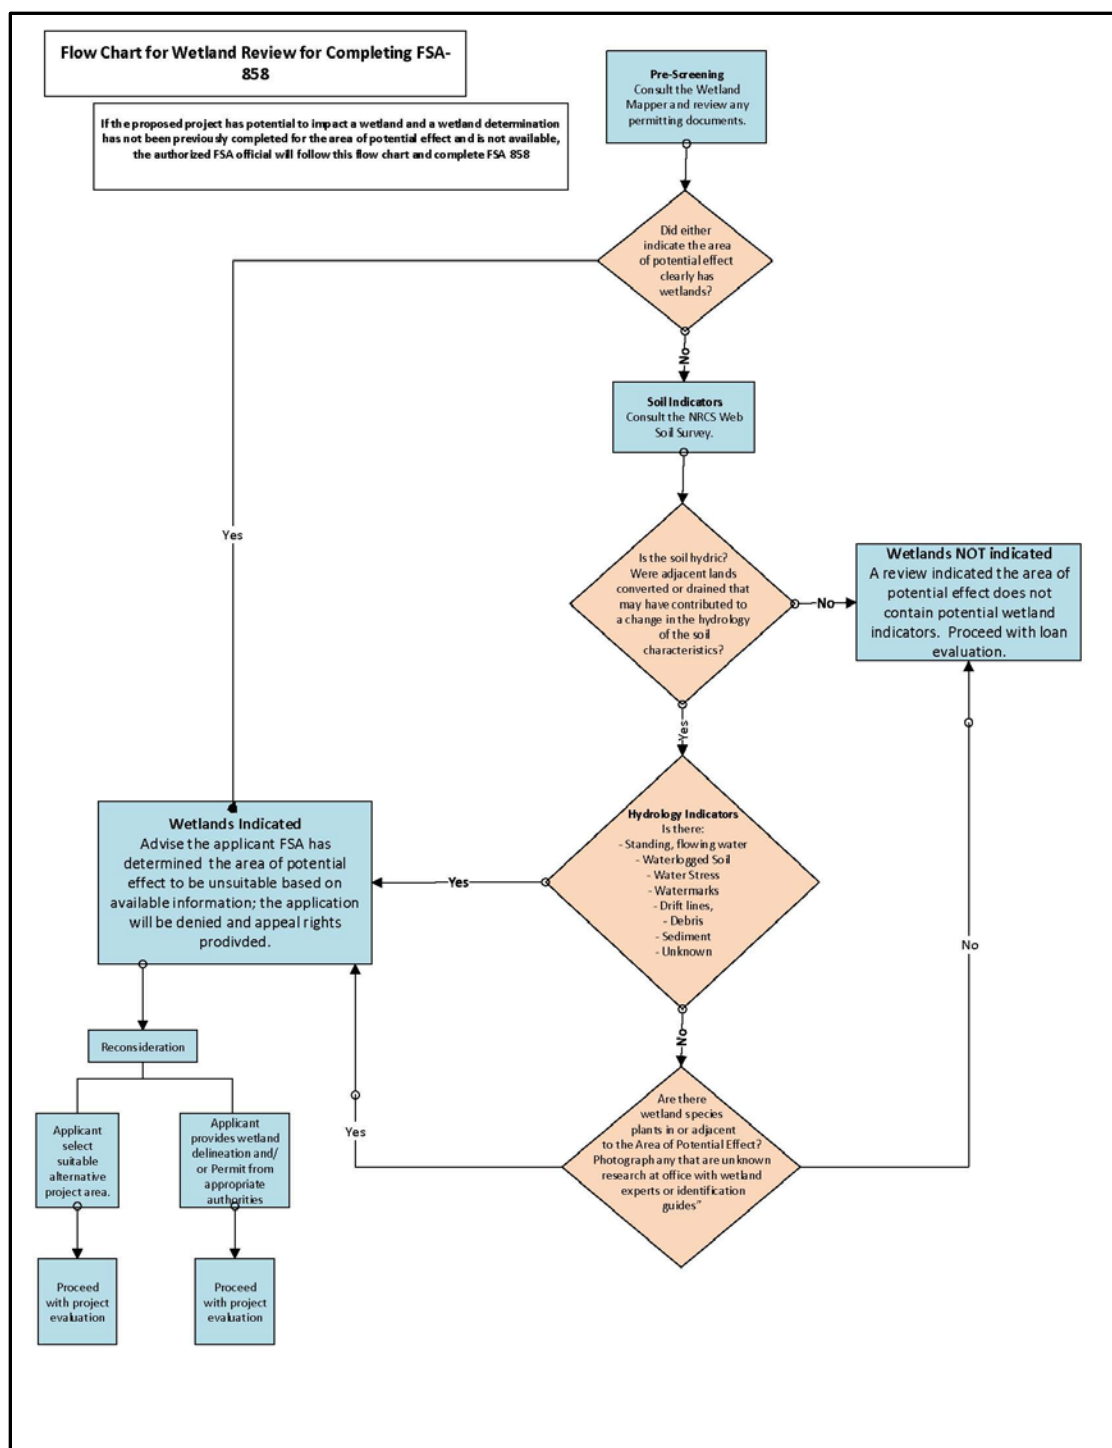 Flow Chart for Wetland Review for Completing FSA-
858
If the proposed project has potential to impact a wetland and a wetland determination
has not been previously completed for the area of potential effect and is not available,
the authorized FSA official will follow this flow chart and complete FSA 858
Pre-Screening
Consult the Wetland
Mapper and review any
permitting documents.
Did either
indicate the area
of potential effect
clearly has
wetlands?
No
Soil Indicators
Consult the NRCS Web
Soil Survey.
Yes
Is the soil hydric?
Were adjacent lands
converted or drained that
may have contributed to
a change in the hydrology
of the soil
characteristics?
No
Wetlands NOT indicated
A review indicated the area of
potential effect does not
contain potential wetland
indicators. Proceed with loan
evaluation.
Yes
Hydrology Indicators
Is there:
- Standing, flowing water
- Waterlogged Soil
- Water Stress
- Watermarks
- Drift lines,
- Debris
- Sediment
- Unknown
Yes
Wetlands Indicated
Advise the applicant FSA has
determined the area of potential
effect to be unsuitable based on
available information; the application
will be denied and appeal rights
prodivded.
No
No
Reconsideration
Are there
wetland species
plants in or adjacent
to the Area of Potential Effect?
Photograph any that are unknown
research at office with wetland
experts or identification
guides"
Yes
Applicant
select
suitable
alternative
project area.
Applicant
provides wetland
delineation and/
or Permit from
appropriate
authorities
Proceed
with project
evaluation
Proceed
with project
evaluation